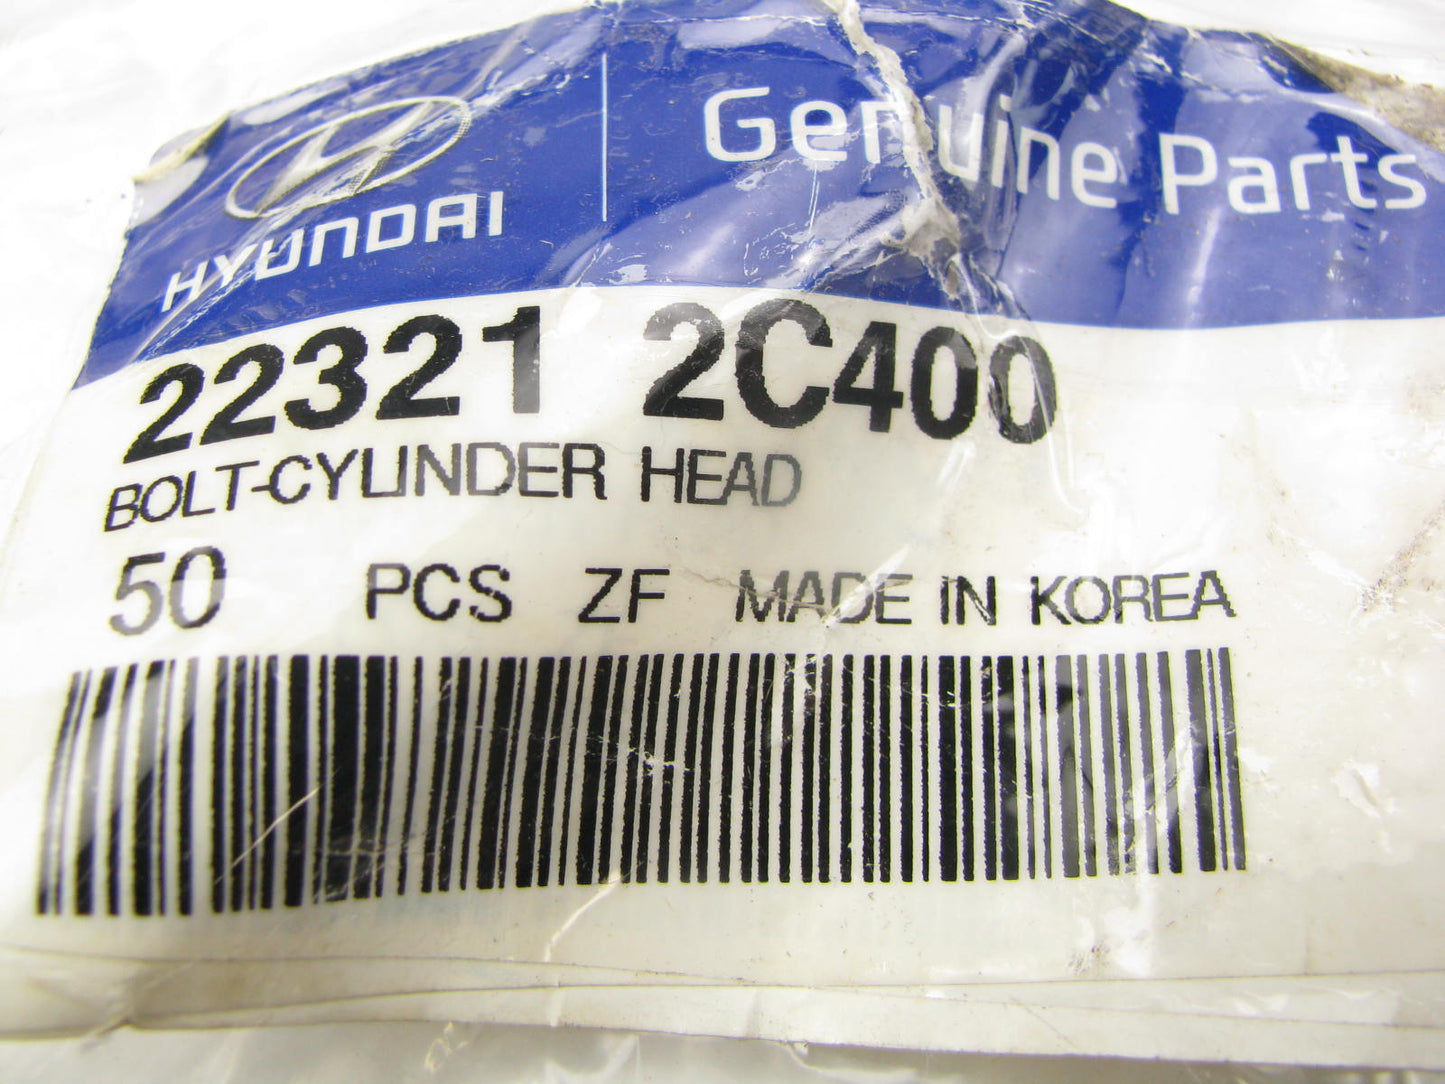 HYUNDAI
Genuine Parts
22321 2C400
BOLT-CYLINDER HEAD
50 PCS ZF MADE IN KOREA